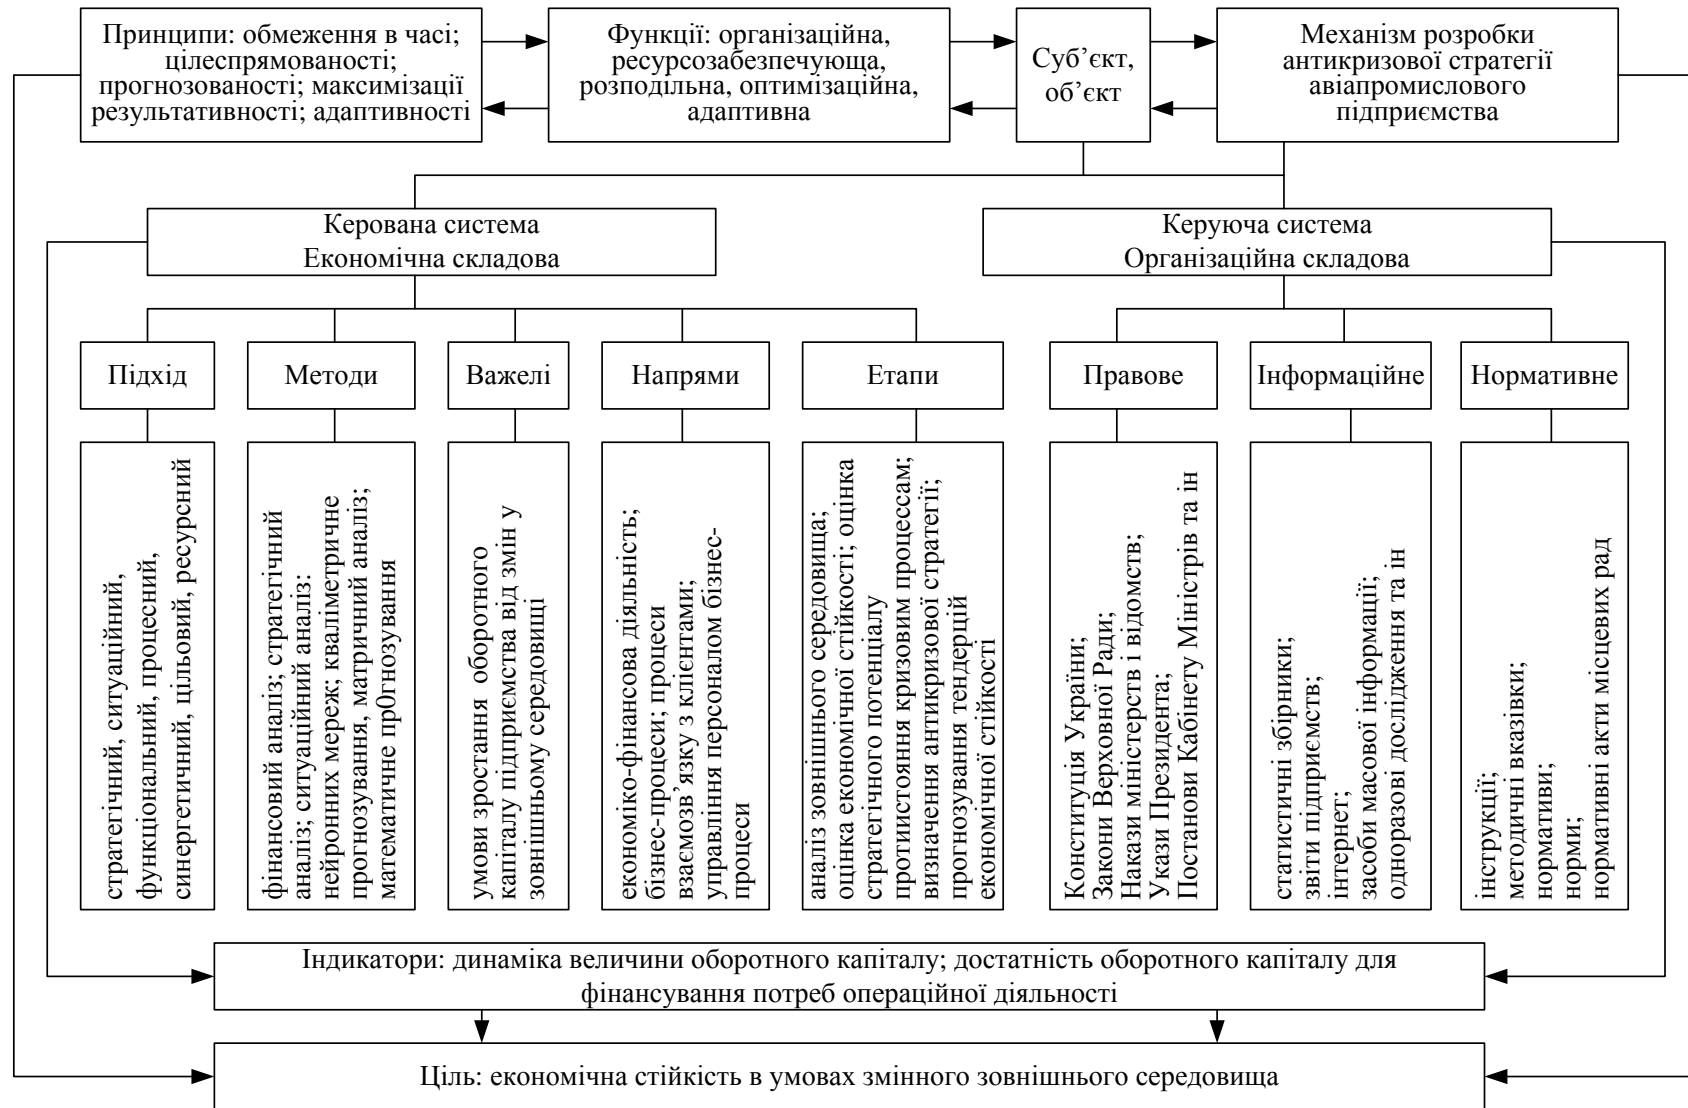 Принципи: обмеження в часі;
цілеспрямованості;
прогнозованості; максимізації
результативності; адаптивності
Функції: організаційна,
ресурсозабезпечующа,
розподільна, оптимізаційна,
адаптивна
Суб’єкт,
об’єкт
Механізм розробки
антикризової стратегії
авіапромислового
підприємства
Керована система
Економічна складова
Керуюча система
Організаційна складова
Підхід
Методи
Важелі
Напрями
Етапи
Правове
Інформаційне
Нормативне
стратегічний, ситуаційний,
функціональний, процесний,
синергетичний, цільовий, ресурсний
фінансовий аналіз; стратегічний
аналіз; ситуаційний аналіз:
нейронних мереж; кваліметричне
прогнозування, матричний аналіз;
математичне пр0гнозування
умови зростання оборотного
капіталу підприємства від змін у
зовнішньому середовищі
економіко-фінансова діяльність;
бізнес-процеси; процеси
взаємозв’язку з клієнтами;
управління персоналом бізнес-
процеси
аналіз зовнішнього середовища;
оцінка економічної стійкості; оцінка
стратегічного потенціалу
протиистояння кризовим процессам;
визначення антикризової стратегії;
прогнозування тендерцій
економічної стійкості
Конституція України;
Закони Верховної Ради;
Накази міністерств і відомств;
Укази Президента;
Постанови Кабінету Міністрів та ін
статистичні збірники;
звіти підприємств;
інтернет;
засоби масової інформації;
одноразові дослідження та ін
інструкції;
методичні вказівки;
нормативи;
норми;
нормативні акти місцевих рад
Індикатори: динаміка величини оборотного капіталу; достатність оборотного капіталу для
фінансування потреб операційної діяльності
Ціль: економічна стійкість в умовах змінного зовнішнього середовища